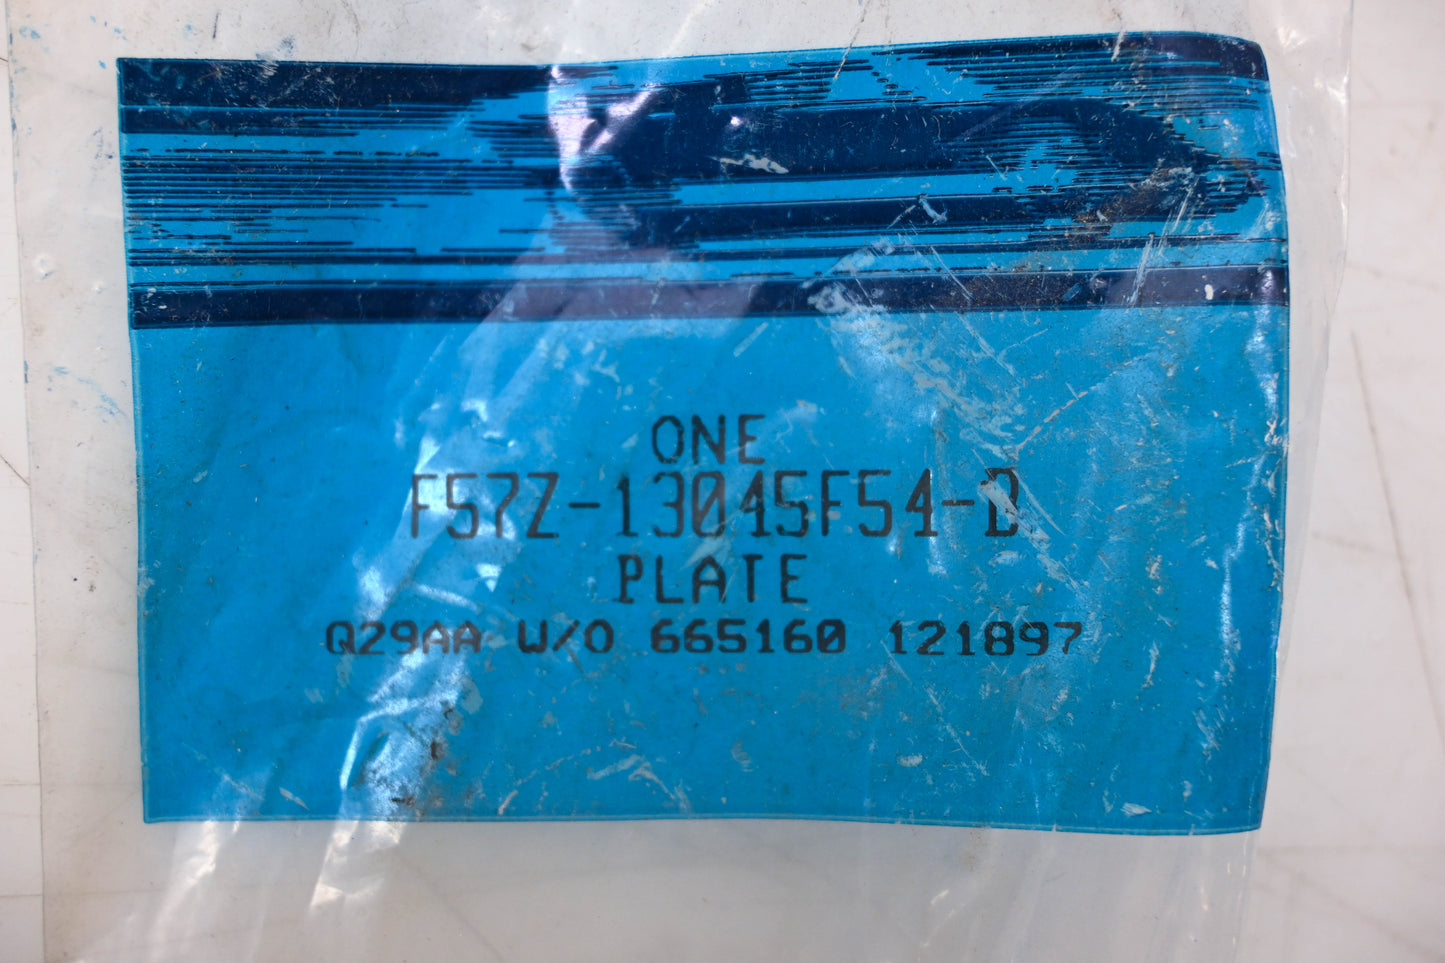 ONE
F57Z-13045F54-B
PLATE
Q29AA W/O 665160 121897